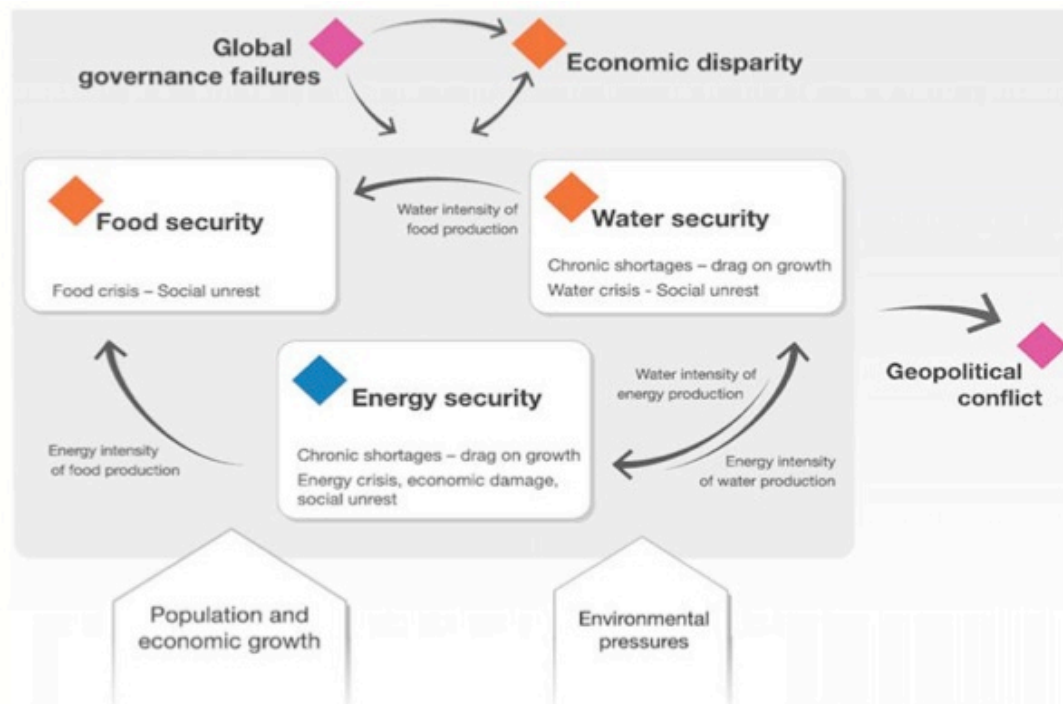 Global
governance failures
Economic disparity
Food security
Food crisis – Social unrest
Water intensity of
food production
Water security
Chronic shortages – drag on growth
Water crisis - Social unrest
Energy security
Chronic shortages – drag on growth
Energy crisis, economic damage,
social unrest
Water intensity of
energy production
Geopolitical
conflict
Energy intensity
of food production
Energy intensity
of water production
Population and
economic growth
Environmental
pressures